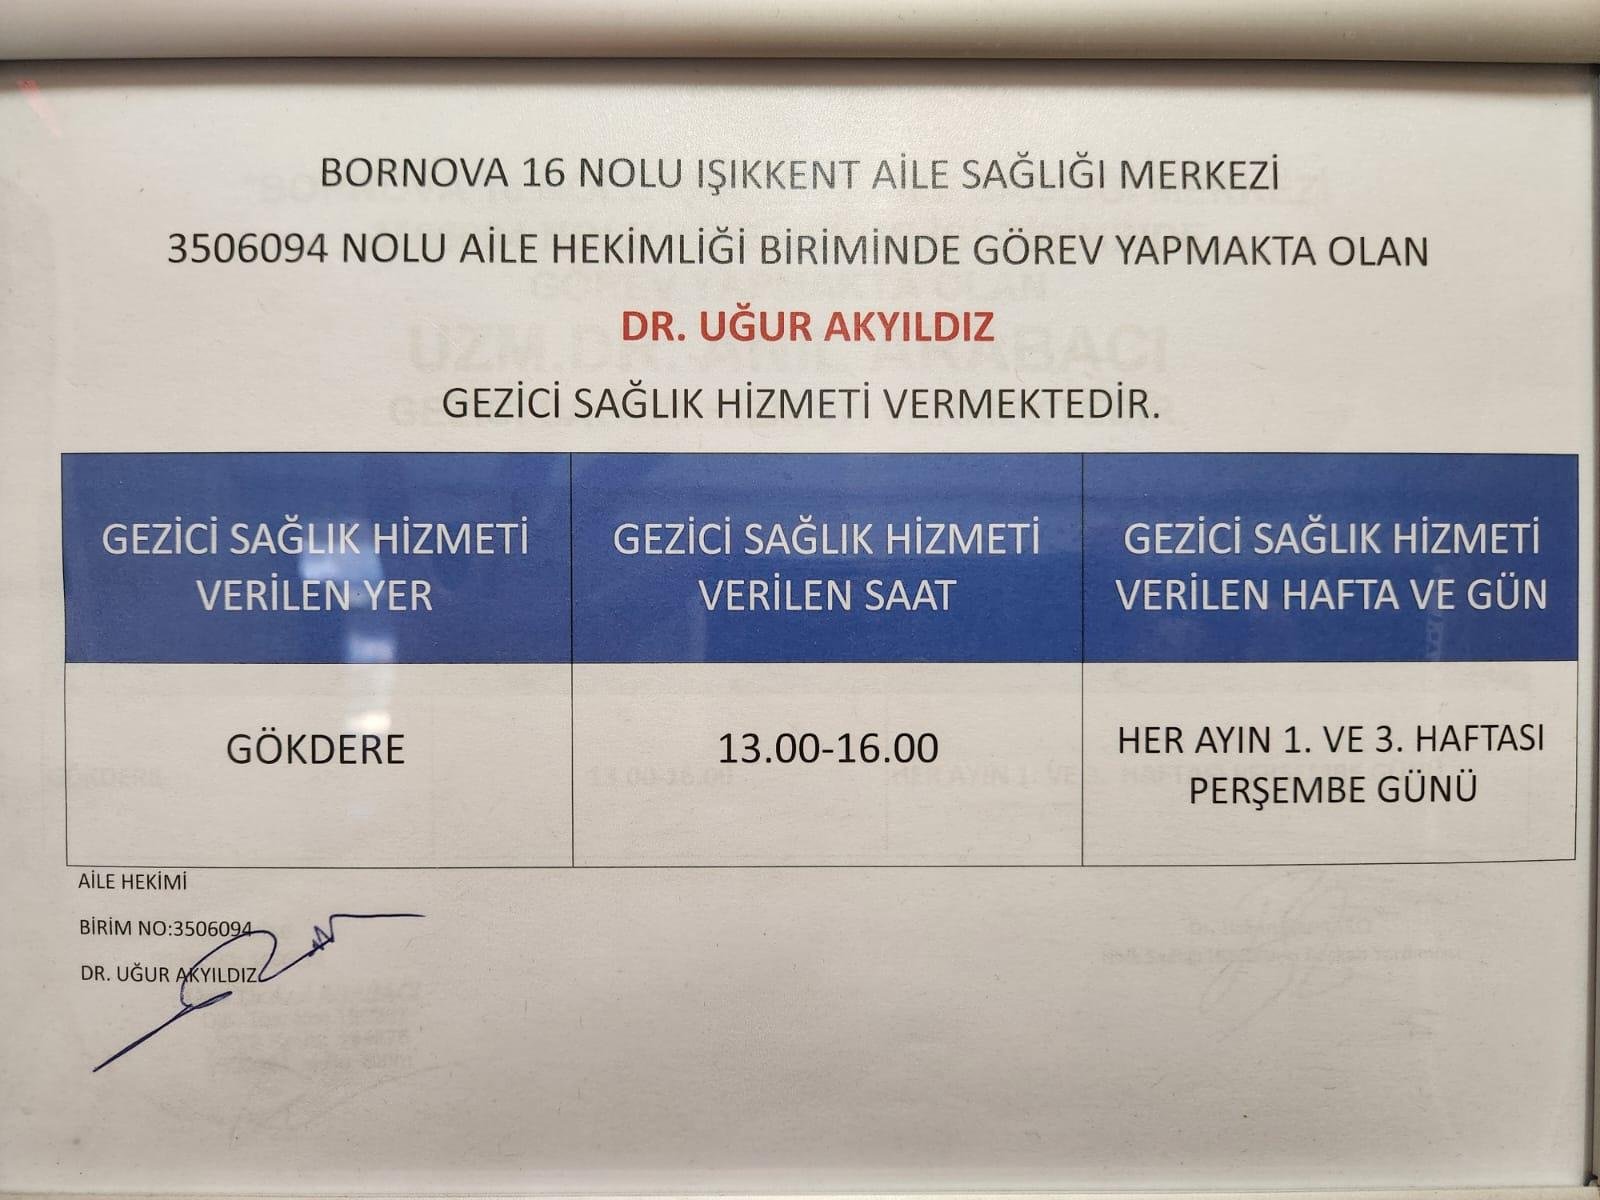 BORNOVA 16 NOLU IŞIKKENT AİLE SAĞLIĞI MERKEZİ
3506094 NOLU AİLE HEKİMLİĞİ BİRİMİNDE GÖREV YAPMAKTA OLAN
DR. UĞUR AKYILDIZ
GEZİCİ SAĞLIK HİZMETİ VERMEKTEDİR.
GEZİCİ SAĞLIK HİZMETİ
VERİLEN YER
GEZİCİ SAĞLIK HİZMETİ
VERİLEN SAAT
GEZİCİ SAĞLIK HİZMETİ
VERİLEN HAFTA VE GÜN
GÖKDERE
13.00-16.00
HER AYIN 1. VE 3. HAFTASI
PERŞEMBE GÜNÜ
AİLE HEKİMİ
BİRİM NO:3506094
DR. UĞUR AKYILDIZ